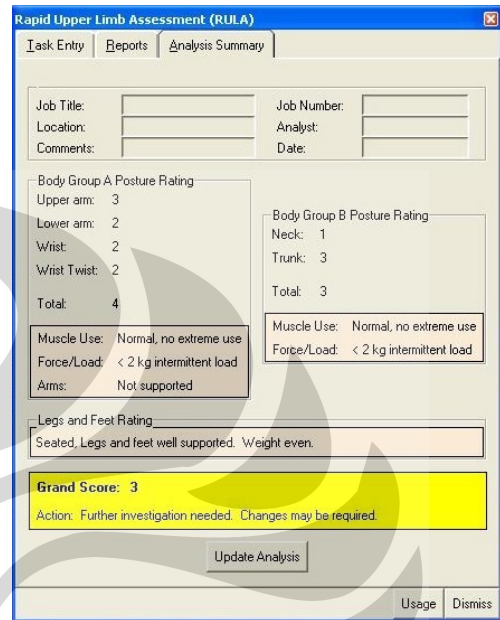 Rapid Upper Limb Assessment (RULA)
Task Entry Reports Analysis Summary
Job Title: Job Number:
Location: Analyst:
Comments: Date:
Body Group A Posture Rating
Upper arm: 3
Lower arm: 2
Wrist: 2
Wrist Twist: 2
Total: 4
Muscle Use: Normal, no extreme use
Force/Load: < 2 kg intermittent load
Arms: Not supported
Body Group B Posture Rating
Neck: 1
Trunk: 3
Total: 3
Muscle Use: Normal, no extreme use
Force/Load: < 2 kg intermittent load
Legs and Feet Rating
Seated, Legs and feet well supported. Weight even.
Grand Score: 3
Action: Further investigation needed. Changes may be required.
Update Analysis
Usage Dismiss